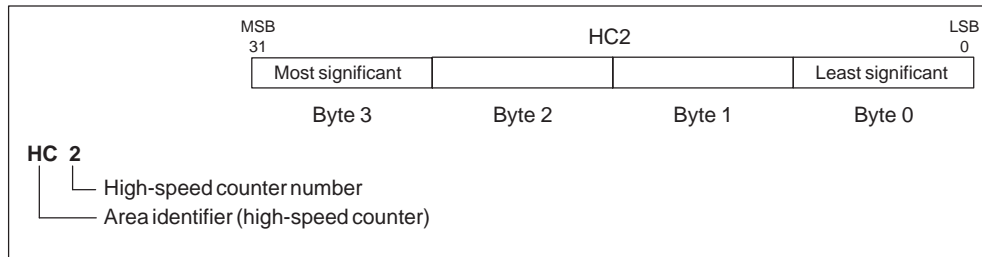 MSB LSB
31 HC2 0
Most significant Least significant
Byte 3 Byte 2 Byte 1 Byte 0
HC 2
High-speed counter number
Area identifier (high-speed counter)